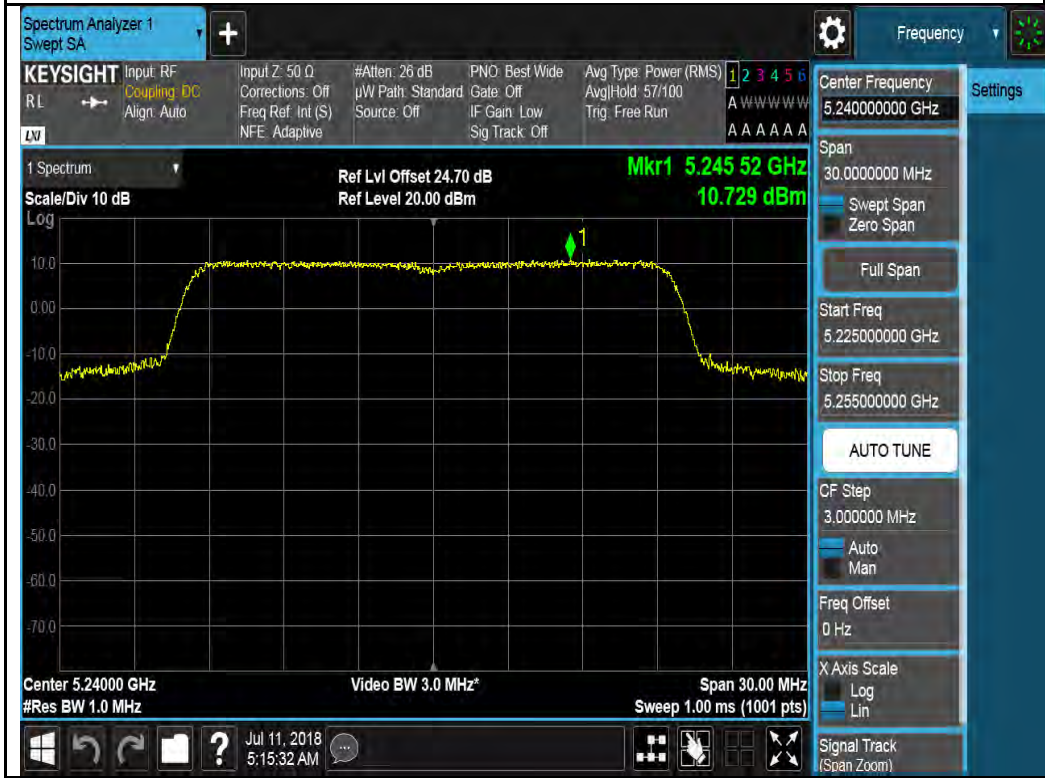 Spectrum Analyzer 1
Swept SA
+
Frequency
KEYSIGHT
RL
LXI
Input: RF
Coupling: DC
Align: Auto
Input Z: 50 Ω
Corrections: Off
Freq Ref: Int (S)
NFE: Adaptive
#Atten: 26 dB
µW Path: Standard
Source: Off
PNO: Best Wide
Gate: Off
IF Gain: Low
Sig Track: Off
Avg Type: Power (RMS)
Avg|Hold: 57/100
Trig: Free Run
1 2 3 4 5 6
A W W W W W
A A A A A A
1 Spectrum
Scale/Div 10 dB
Log
Ref Lvl Offset 24.70 dB
Ref Level 20.00 dBm
Mkr1 5.245 52 GHz
10.729 dBm
1
10.0
0.00
-10.0
-20.0
-30.0
-40.0
-50.0
-60.0
-70.0
Center 5.24000 GHz
#Res BW 1.0 MHz
Video BW 3.0 MHz*
Span 30.00 MHz
Sweep 1.00 ms (1001 pts)
Jul 11, 2018
5:15:32 AM
Center Frequency
5.240000000 GHz
Span
30.0000000 MHz
Swept Span
Zero Span
Full Span
Start Freq
5.225000000 GHz
Stop Freq
5.255000000 GHz
AUTO TUNE
CF Step
3.000000 MHz
Auto
Man
Freq Offset
0 Hz
X Axis Scale
Log
Lin
Signal Track
(Span Zoom)
Settings